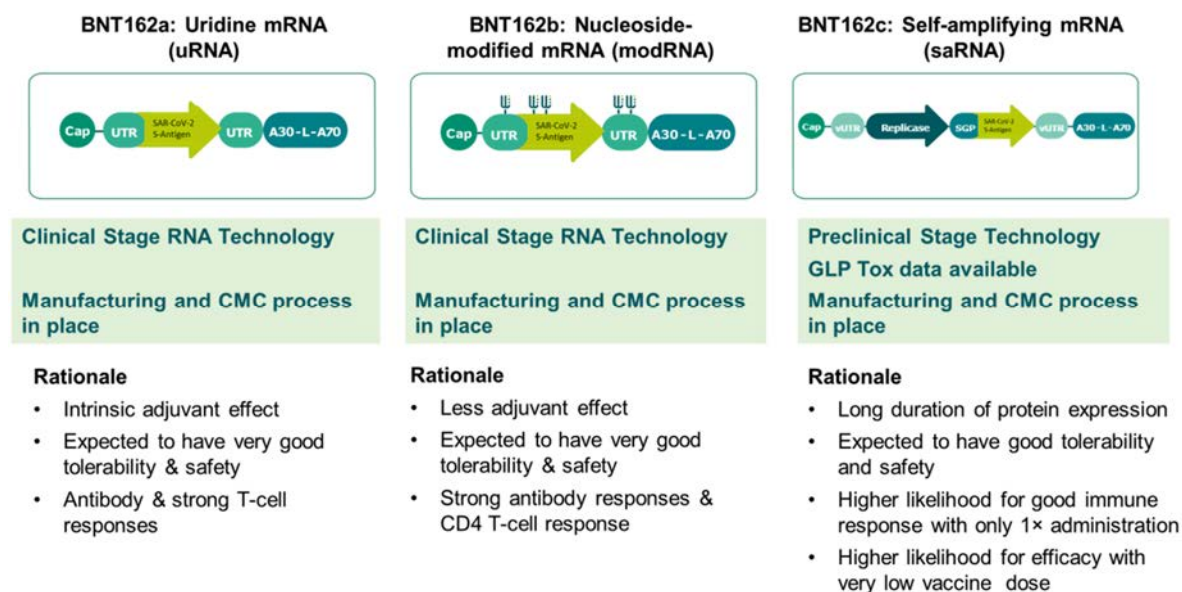 BNT162a: Uridine mRNA
(uRNA)
Cap
UTR
SAR-CoV-2
S-Antigen
UTR
A30-L-A70
Clinical Stage RNA Technology
Manufacturing and CMC process
in place
Rationale
• Intrinsic adjuvant effect
• Expected to have very good
tolerability & safety
• Antibody & strong T-cell
responses
BNT162b: Nucleoside-
modified mRNA (modRNA)
Cap
UTR
SAR-CoV-2
S-Antigen
UTR
A30-L-A70
Clinical Stage RNA Technology
Manufacturing and CMC process
in place
Rationale
• Less adjuvant effect
• Expected to have very good
tolerability & safety
• Strong antibody responses &
CD4 T-cell response
BNT162c: Self-amplifying mRNA
(saRNA)
Cap
vUTR
Replicase
SGP
SAR-CoV-2
S-Antigen
vUTR
A30-L-A70
Preclinical Stage Technology
GLP Tox data available
Manufacturing and CMC process
in place
Rationale
• Long duration of protein expression
• Expected to have good tolerability
and safety
• Higher likelihood for good immune
response with only 1× administration
• Higher likelihood for efficacy with
very low vaccine dose